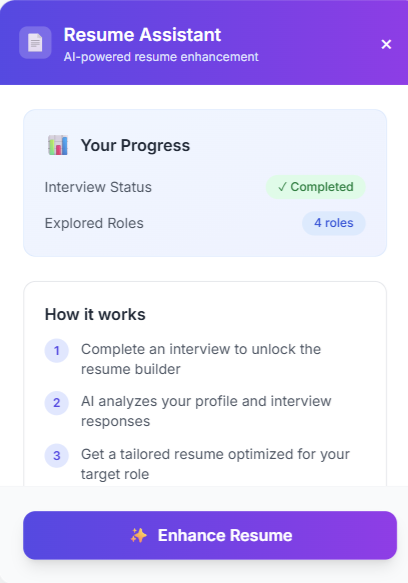 Resume Assistant
AI-powered resume enhancement
×
Your Progress
Interview Status
✓ Completed
Explored Roles
4 roles
How it works
1 Complete an interview to unlock the
resume builder
2 AI analyzes your profile and interview
responses
3 Get a tailored resume optimized for your
target role
✨ Enhance Resume